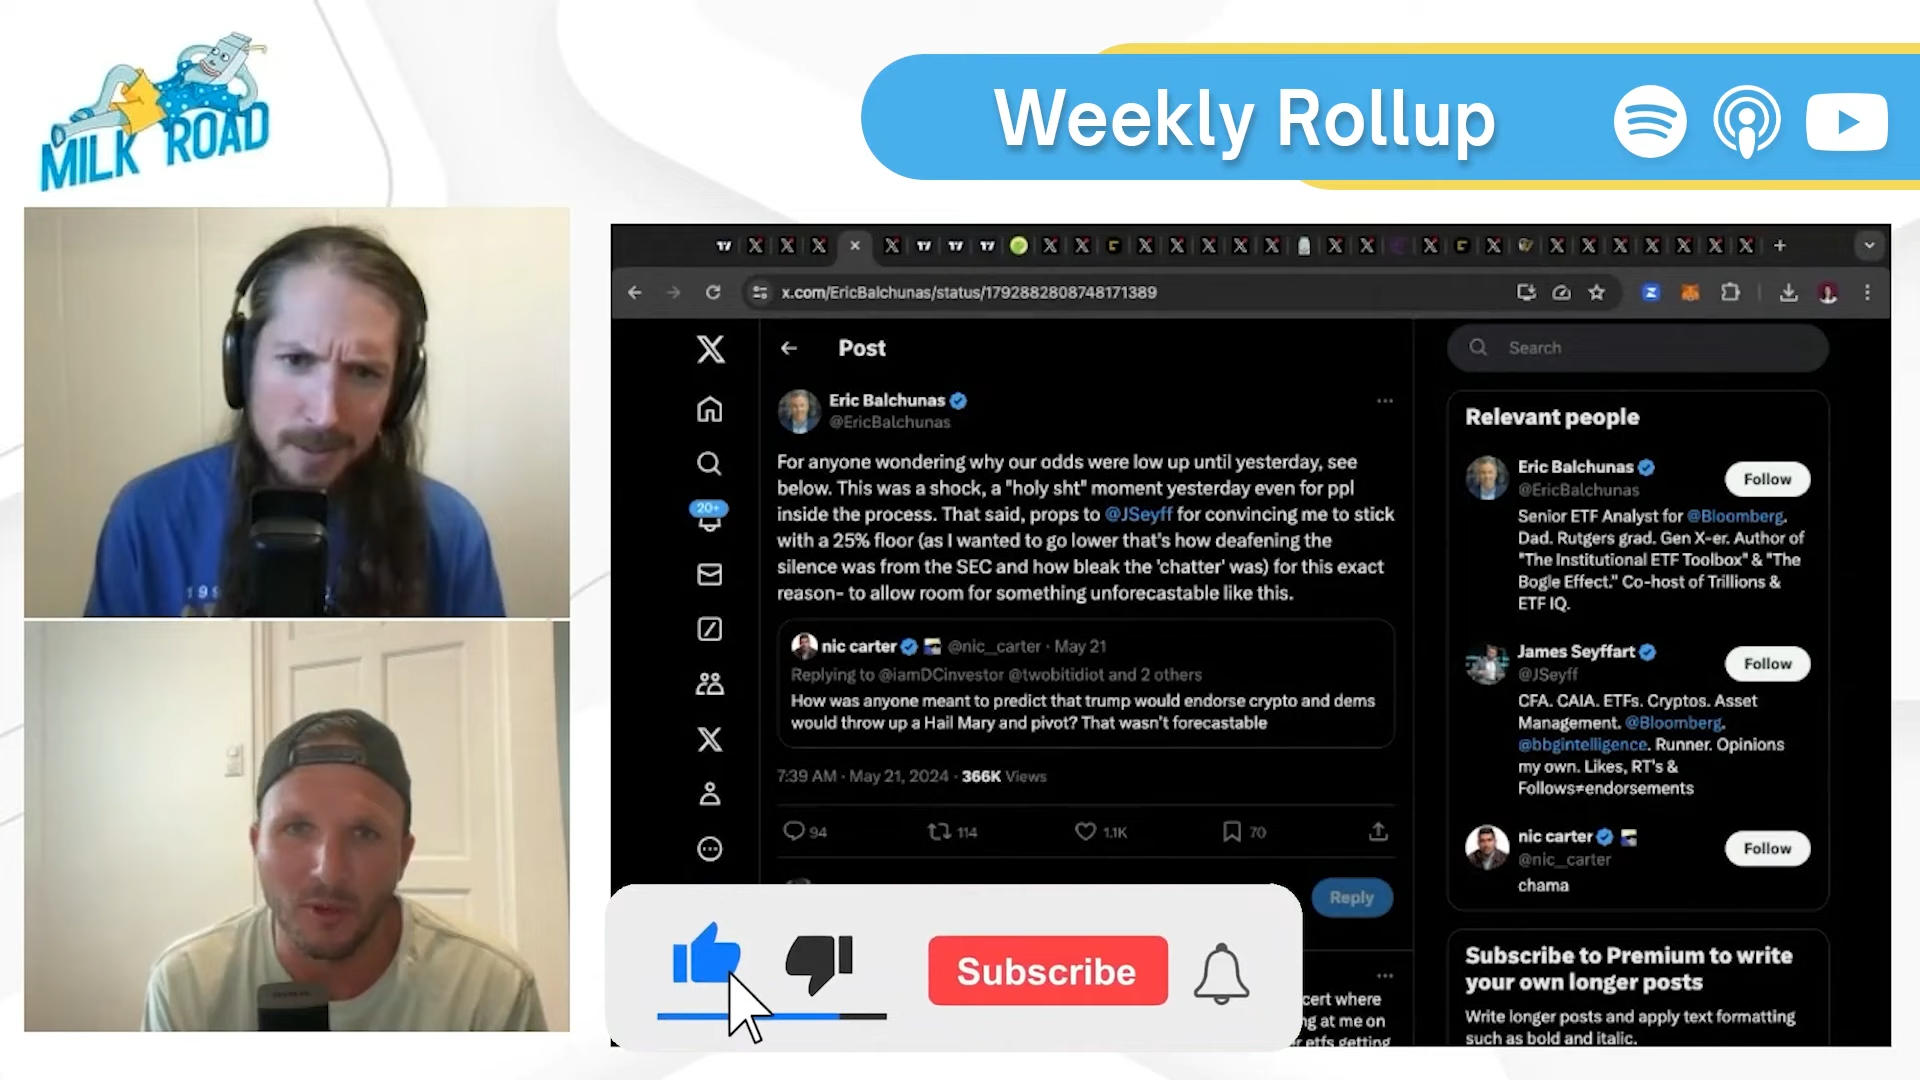 MILK ROAD
Weekly Rollup
x.com/EricBalchunas/status/1792882808748171389
Post
Eric Balchunas
@EricBalchunas
For anyone wondering why our odds were low up until yesterday, see
below. This was a shock, a "holy sht" moment yesterday even for ppl
inside the process. That said, props to @JSeyff for convincing me to stick
with a 25% floor (as I wanted to go lower that's how deafening the
silence was from the SEC and how bleak the 'chatter' was) for this exact
reason- to allow room for something unforecastable like this.
nic carter @nic_carter · May 21
Replying to @iamDCinvestor @twobitidiot and 2 others
How was anyone meant to predict that trump would endorse crypto and dems
would throw up a Hail Mary and pivot? That wasn't forecastable
7:39 AM · May 21, 2024 · 366K Views
94 114 1.1K 70
Reply
20+
Search
Relevant people
Eric Balchunas
@EricBalchunas
Follow
Senior ETF Analyst for @Bloomberg.
Dad. Rutgers grad. Gen X-er. Author of
"The Institutional ETF Toolbox" & "The
Bogle Effect." Co-host of Trillions &
ETF IQ.
James Seyffart
@JSeyff
Follow
CFA. CAIA. ETFs. Cryptos. Asset
Management. @Bloomberg.
@bbgintelligence. Runner. Opinions
my own. Likes, RT's &
Follows≠endorsements
nic carter
@nic_carter
Follow
chama
Subscribe to Premium to write
your own longer posts
Write longer posts and apply text formatting
such as bold and italic.
cert where
ng at me on
r etfs getting
Subscribe
199